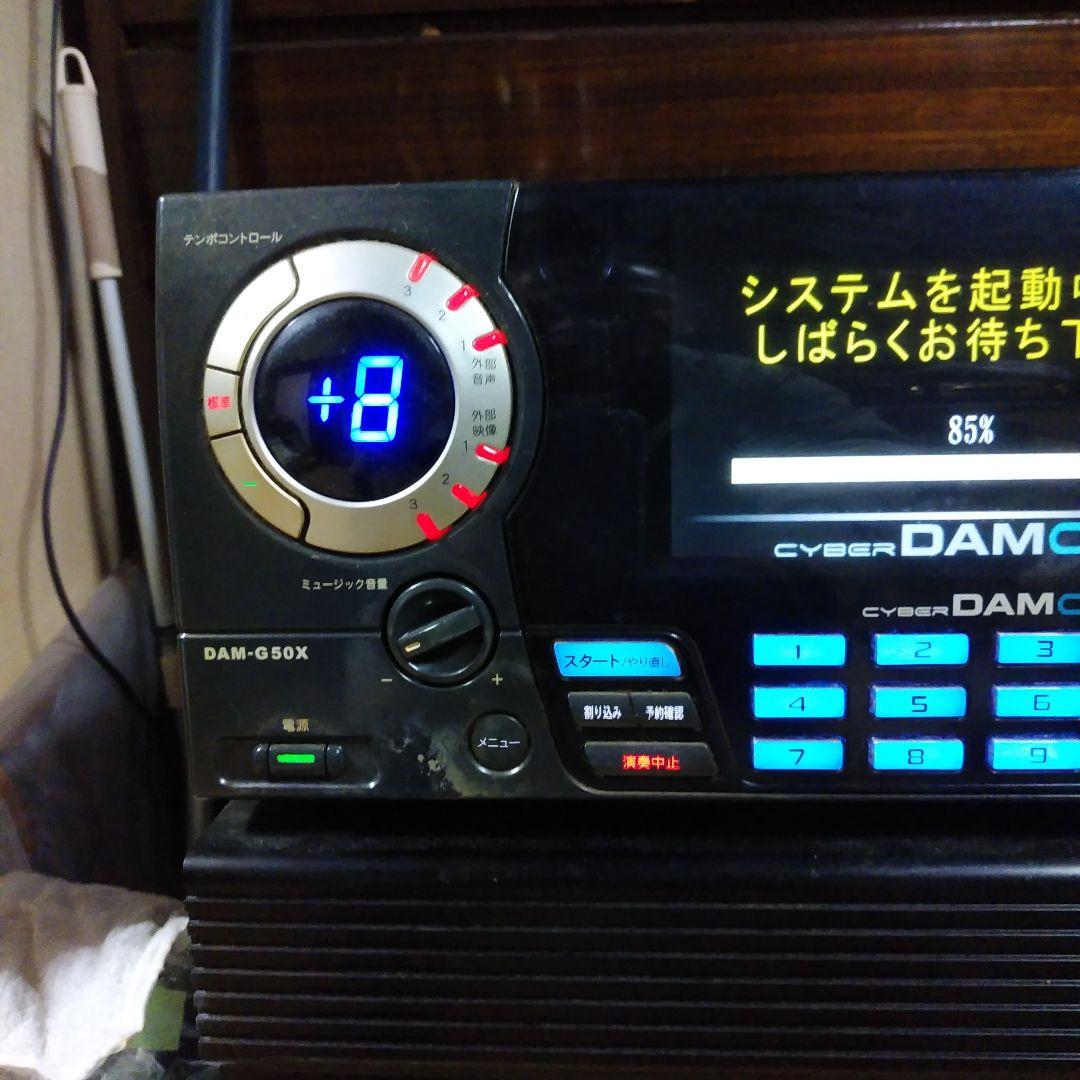 テンポコントロール
標準
−
+8
3
2
1
外部
音声
外部
映像
1
2
3
システムを起動
しばらくお待ち下
85%
CYBER DAM
CYBER DAM
ミュージック音量
− +
DAM-G50X
電源
メニュー
スタート/やり直し
割り込み 予約確認
演奏中止
1 2 3
4 5 6
7 8 9